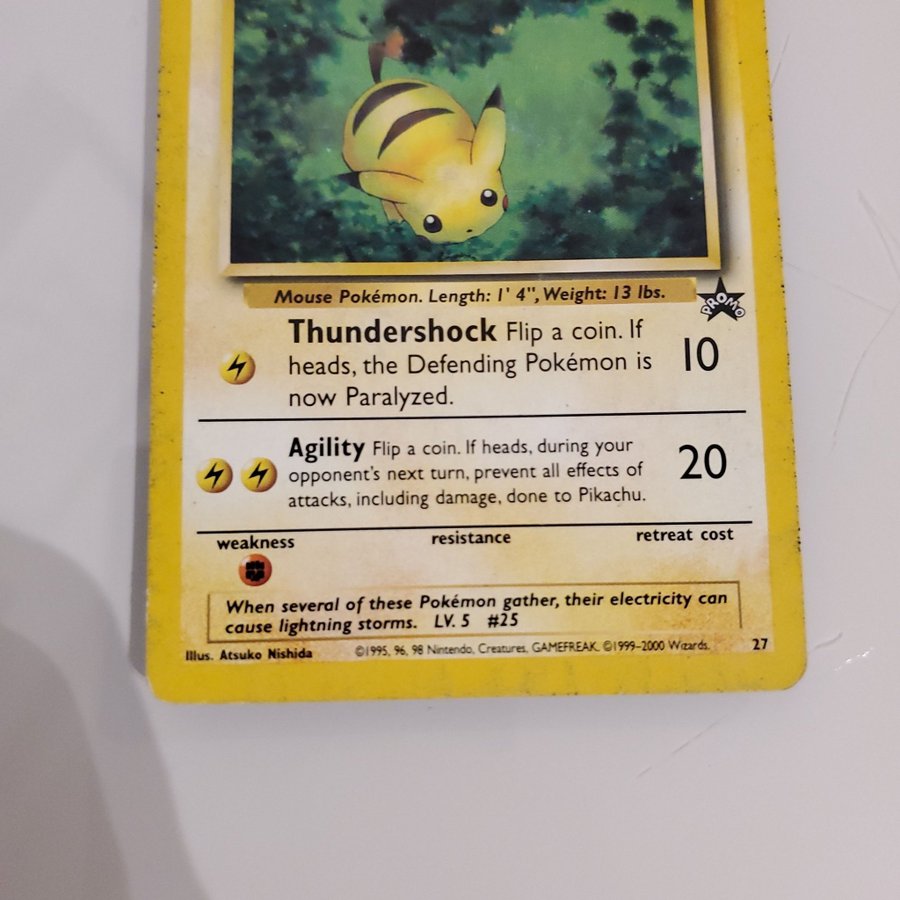 Mouse Pokémon. Length: 1' 4", Weight: 13 lbs.
PROMO
Thundershock Flip a coin. If
heads, the Defending Pokémon is
now Paralyzed.
10
Agility Flip a coin. If heads, during your
opponent's next turn, prevent all effects of
attacks, including damage, done to Pikachu.
20
weakness resistance retreat cost
When several of these Pokémon gather, their electricity can
cause lightning storms. LV. 5 #25
Illus. Atsuko Nishida ©1995, 96, 98 Nintendo, Creatures, GAMEFREAK. ©1999–2000 Wizards. 27